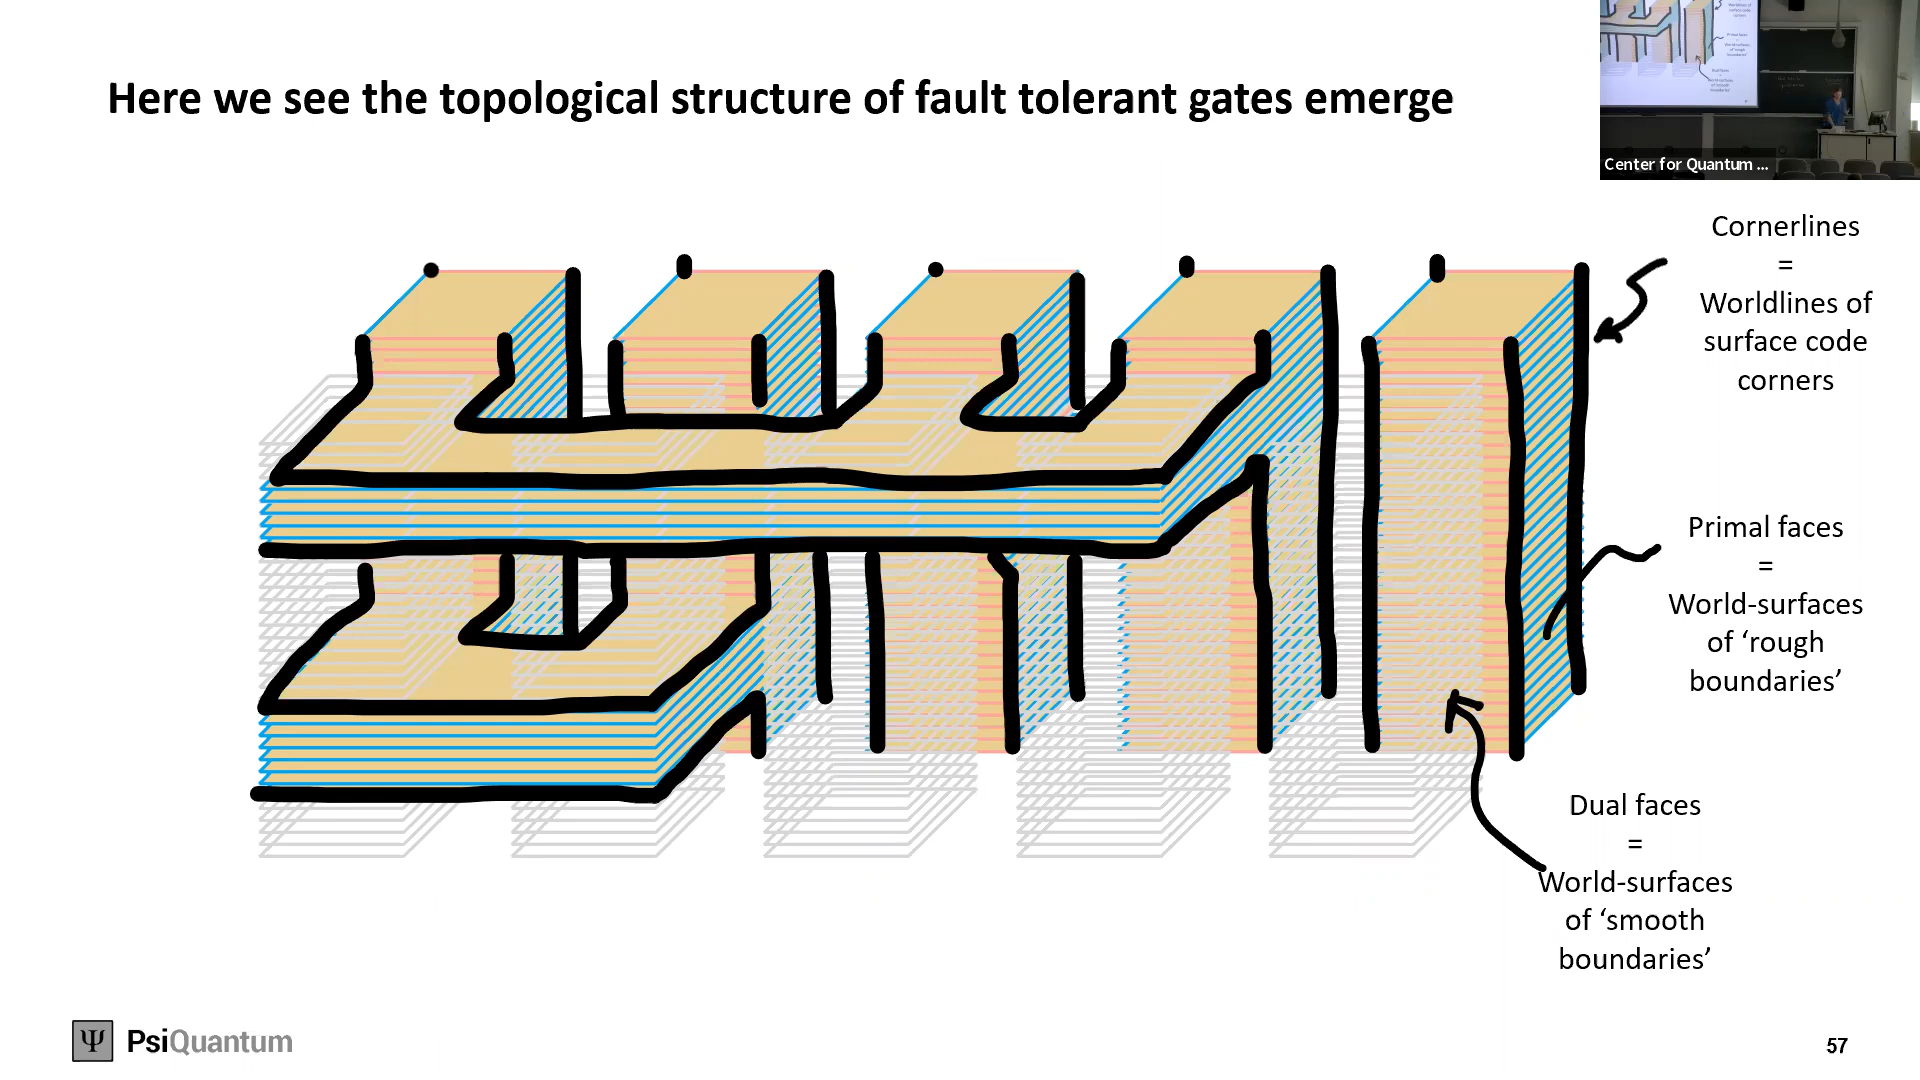 Here we see the topological structure of fault tolerant gates emerge
Center for Quantum ...
Cornerlines
=
Worldlines of
surface code
corners
Primal faces
=
World-surfaces
of ‘rough
boundaries’
Dual faces
=
World-surfaces
of ‘smooth
boundaries’
Ψ PsiQuantum
57